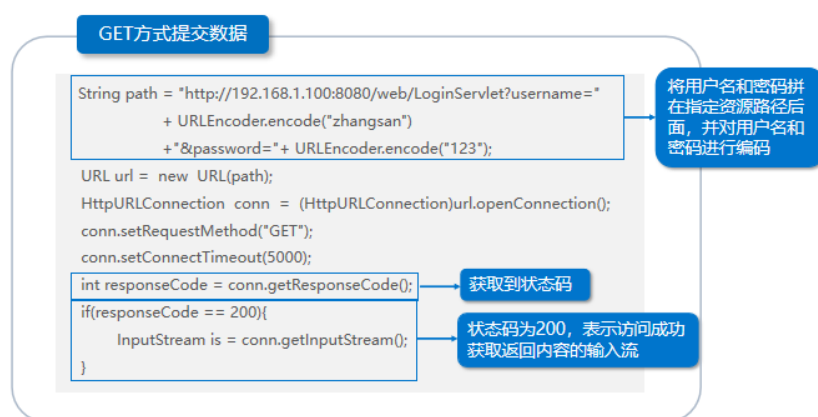 GET方式提交数据
String path = "http://192.168.1.100:8080/web/LoginServlet?username="
+ URLEncoder.encode("zhangsan")
+"&password="+ URLEncoder.encode("123");
将用户名和密码拼
在指定资源路径后
面，并对用户名和
密码进行编码
URL url = new URL(path);
HttpURLConnection conn = (HttpURLConnection)url.openConnection();
conn.setRequestMethod("GET");
conn.setConnectTimeout(5000);
int responseCode = conn.getResponseCode();
获取到状态码
if(responseCode == 200){
InputStream is = conn.getInputStream();
}
状态码为200，表示访问成功
获取返回内容的输入流